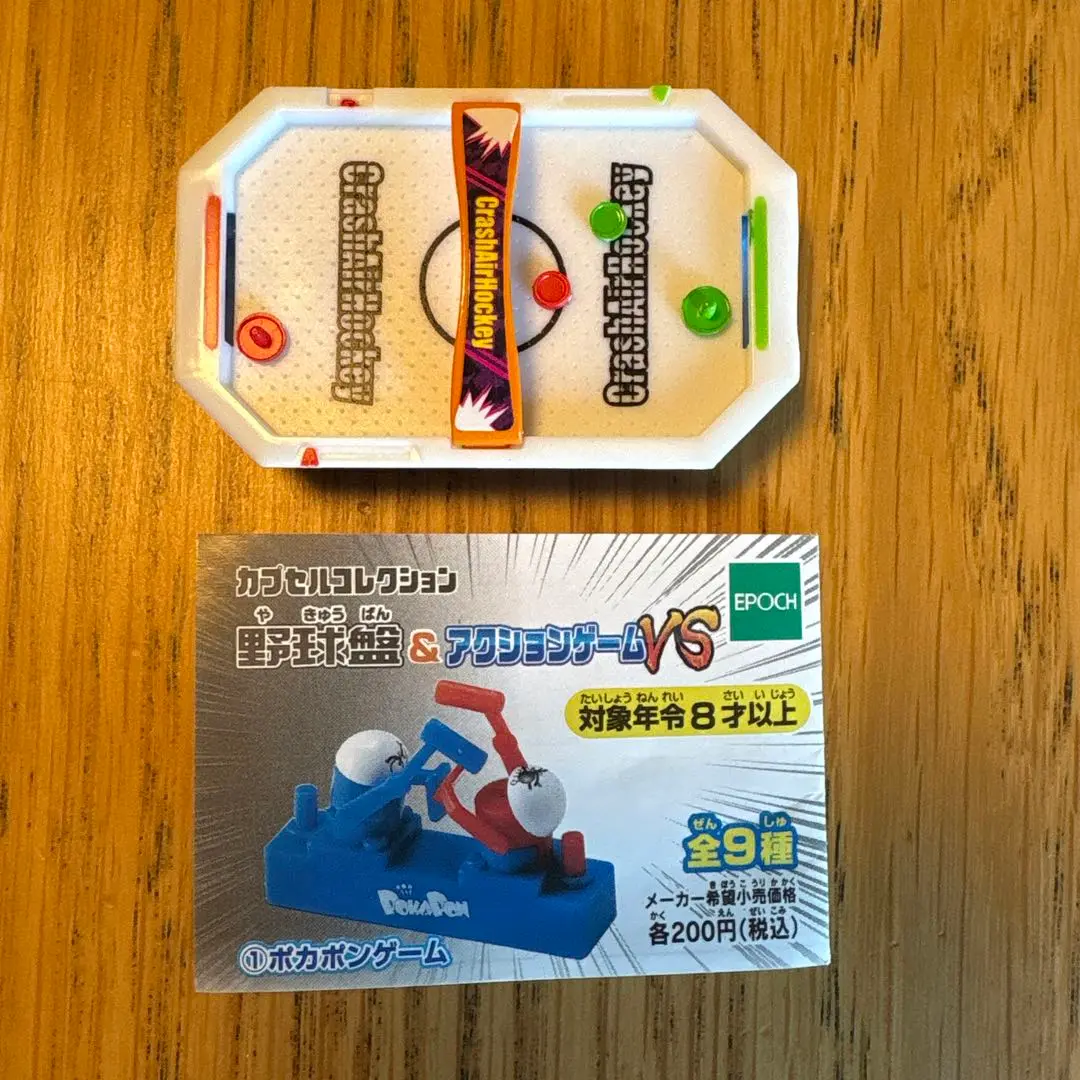 CrashAirHockey
CrashAirHockey
CrashAirHockey
カプセルコレクション
や きゅう ばん
野球盤&アクションゲームVS
EPOCH
たいしょう ねん れい さい い じょう
対象年令8才以上
POKAPON
ぜん しゅ
全9種
き ぼう こ うり か かく
メーカー希望小売価格
かく えん ぜい こみ
各200円(税込)
①ポカポンゲーム